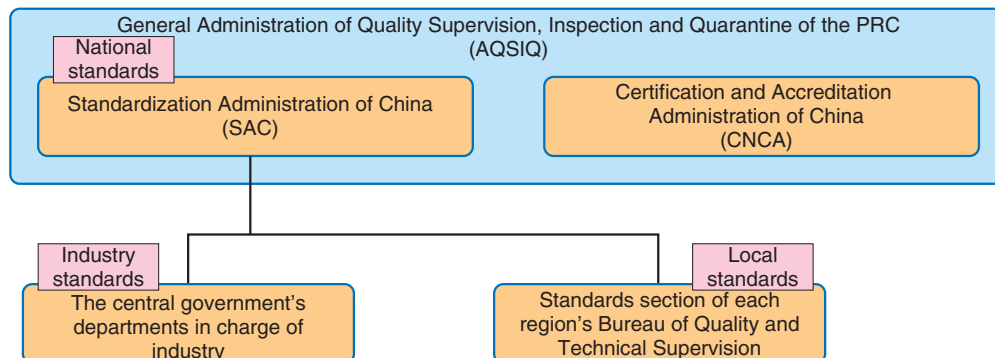 General Administration of Quality Supervision, Inspection and Quarantine of the PRC
(AQSIQ)
National
standards
Standardization Administration of China
(SAC)
Certification and Accreditation
Administration of China
(CNCA)
Industry
standards
The central government's
departments in charge of
industry
Local
standards
Standards section of each
region's Bureau of Quality and
Technical Supervision